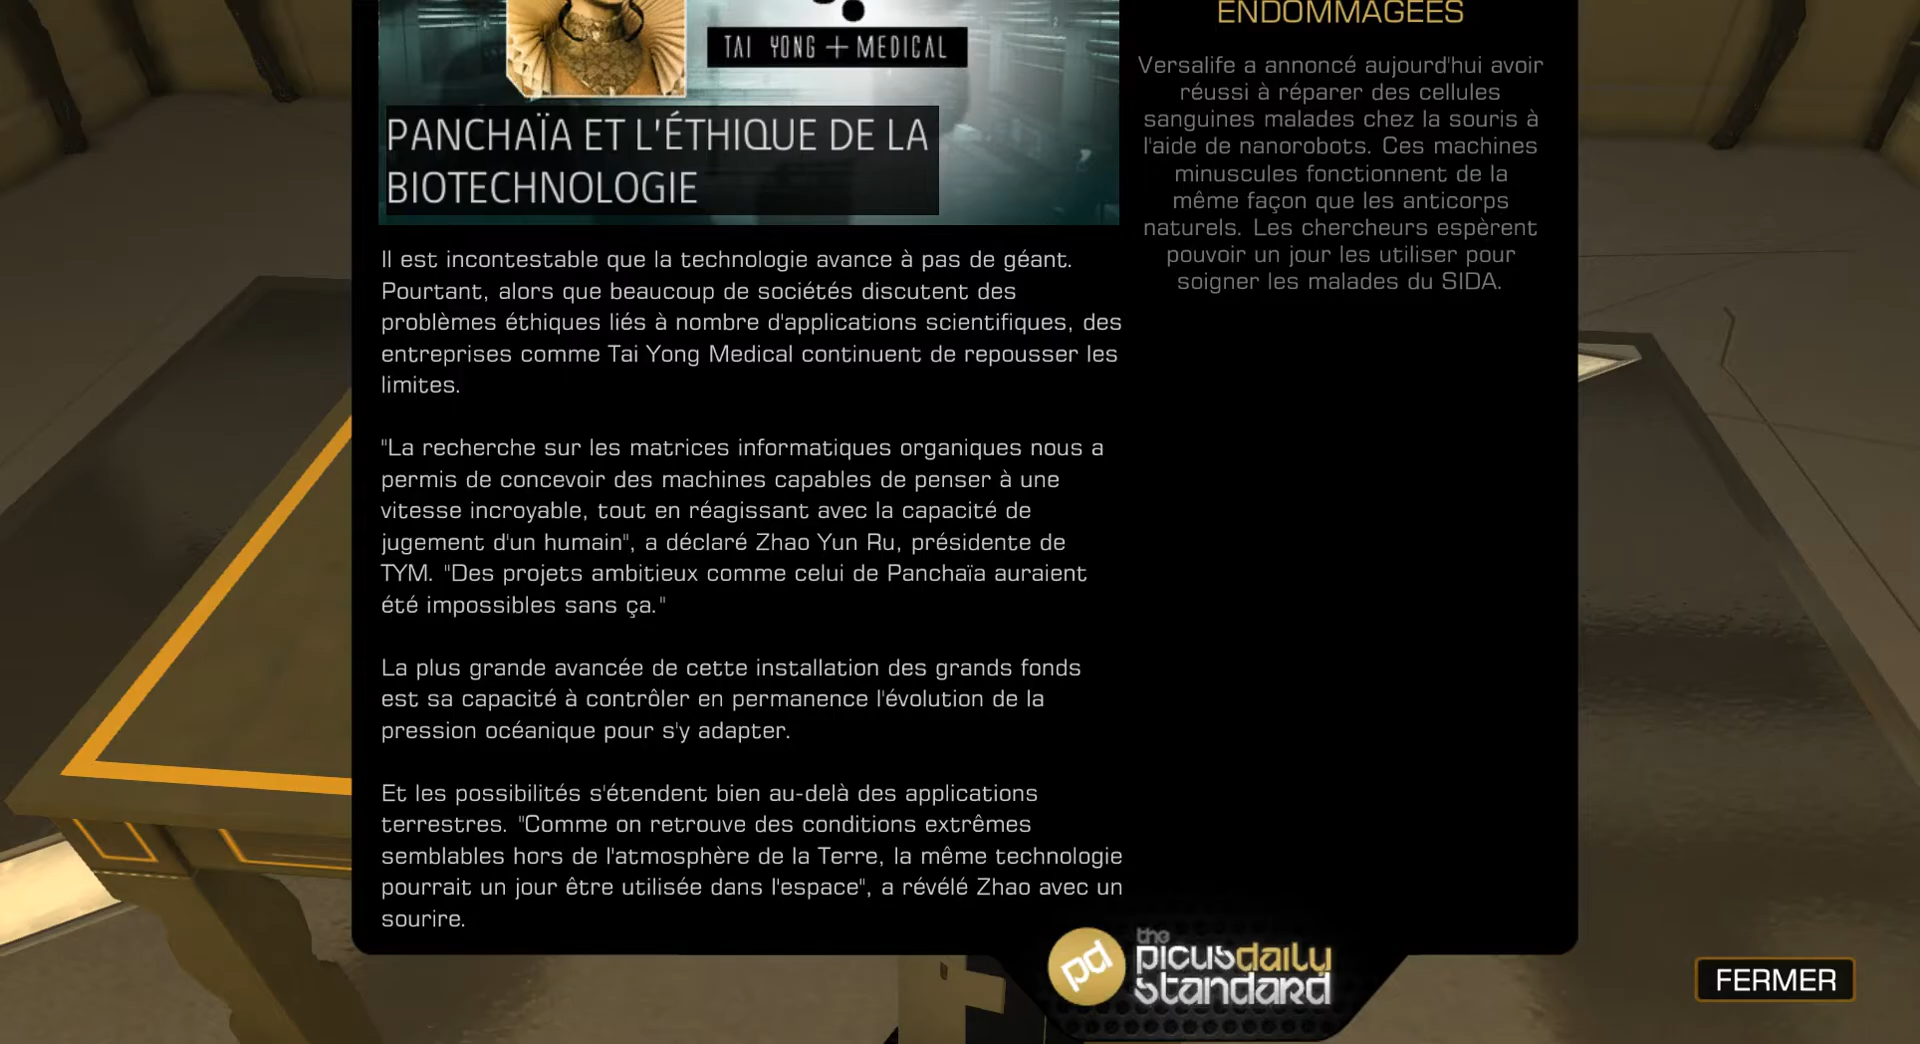 TAI YONG + MEDICAL
PANCHAÏA ET L'ÉTHIQUE DE LA
BIOTECHNOLOGIE
Il est incontestable que la technologie avance à pas de géant.
Pourtant, alors que beaucoup de sociétés discutent des
problèmes éthiques liés à nombre d'applications scientifiques, des
entreprises comme Tai Yong Medical continuent de repousser les
limites.
"La recherche sur les matrices informatiques organiques nous a
permis de concevoir des machines capables de penser à une
vitesse incroyable, tout en réagissant avec la capacité de
jugement d'un humain", a déclaré Zhao Yun Ru, présidente de
TYM. "Des projets ambitieux comme celui de Panchaïa auraient
été impossibles sans ça."
La plus grande avancée de cette installation des grands fonds
est sa capacité à contrôler en permanence l'évolution de la
pression océanique pour s'y adapter.
Et les possibilités s'étendent bien au-delà des applications
terrestres. "Comme on retrouve des conditions extrêmes
semblables hors de l'atmosphère de la Terre, la même technologie
pourrait un jour être utilisée dans l'espace", a révélé Zhao avec un
sourire.
ENDOMMAGÉES
Versalife a annoncé aujourd'hui avoir
réussi à réparer des cellules
sanguines malades chez la souris à
l'aide de nanorobots. Ces machines
minuscules fonctionnent de la
même façon que les anticorps
naturels. Les chercheurs espèrent
pouvoir un jour les utiliser pour
soigner les malades du SIDA.
pd
the
picusdaily
standard
FERMER